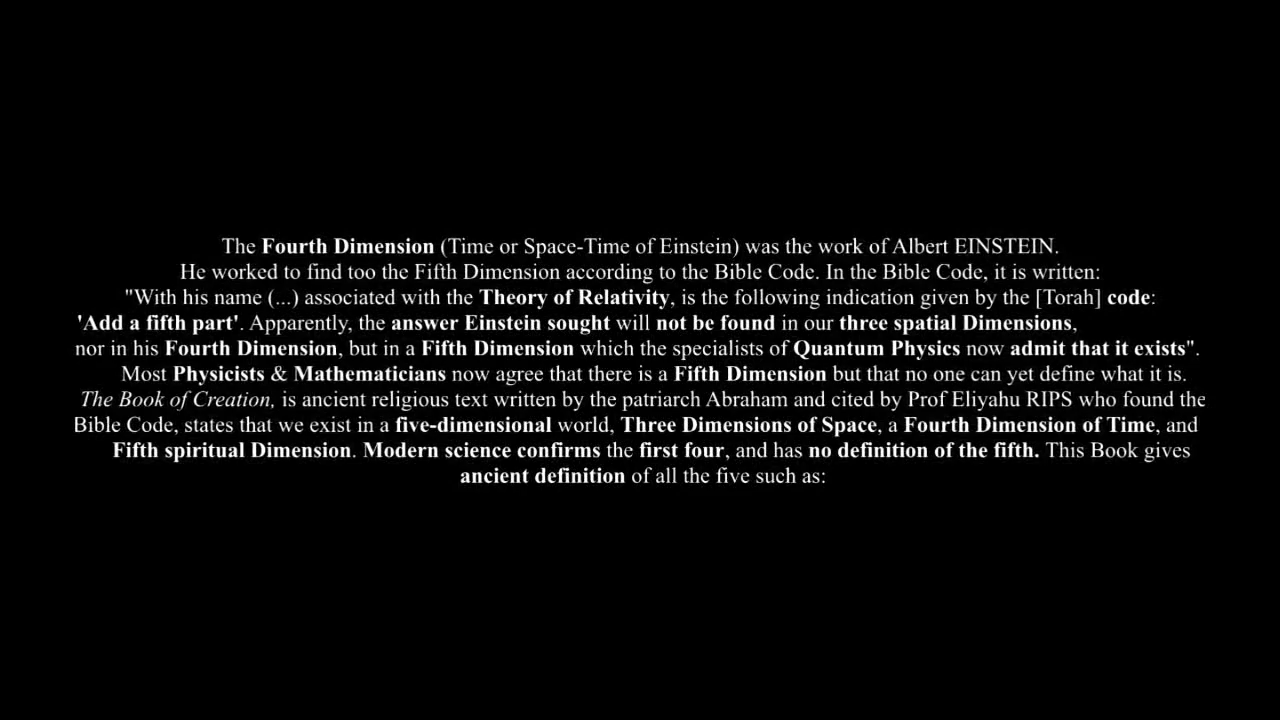 The Fourth Dimension (Time or Space-Time of Einstein) was the work of Albert EINSTEIN.
He worked to find too the Fifth Dimension according to the Bible Code. In the Bible Code, it is written:
"With his name (...) associated with the Theory of Relativity, is the following indication given by the [Torah] code:
'Add a fifth part'. Apparently, the answer Einstein sought will not be found in our three spatial Dimensions,
nor in his Fourth Dimension, but in a Fifth Dimension which the specialists of Quantum Physics now admit that it exists".
Most Physicists & Mathematicians now agree that there is a Fifth Dimension but that no one can yet define what it is.
The Book of Creation, is ancient religious text written by the patriarch Abraham and cited by Prof Eliyahu RIPS who found the
Bible Code, states that we exist in a five-dimensional world, Three Dimensions of Space, a Fourth Dimension of Time, and
Fifth spiritual Dimension. Modern science confirms the first four, and has no definition of the fifth. This Book gives
ancient definition of all the five such as: